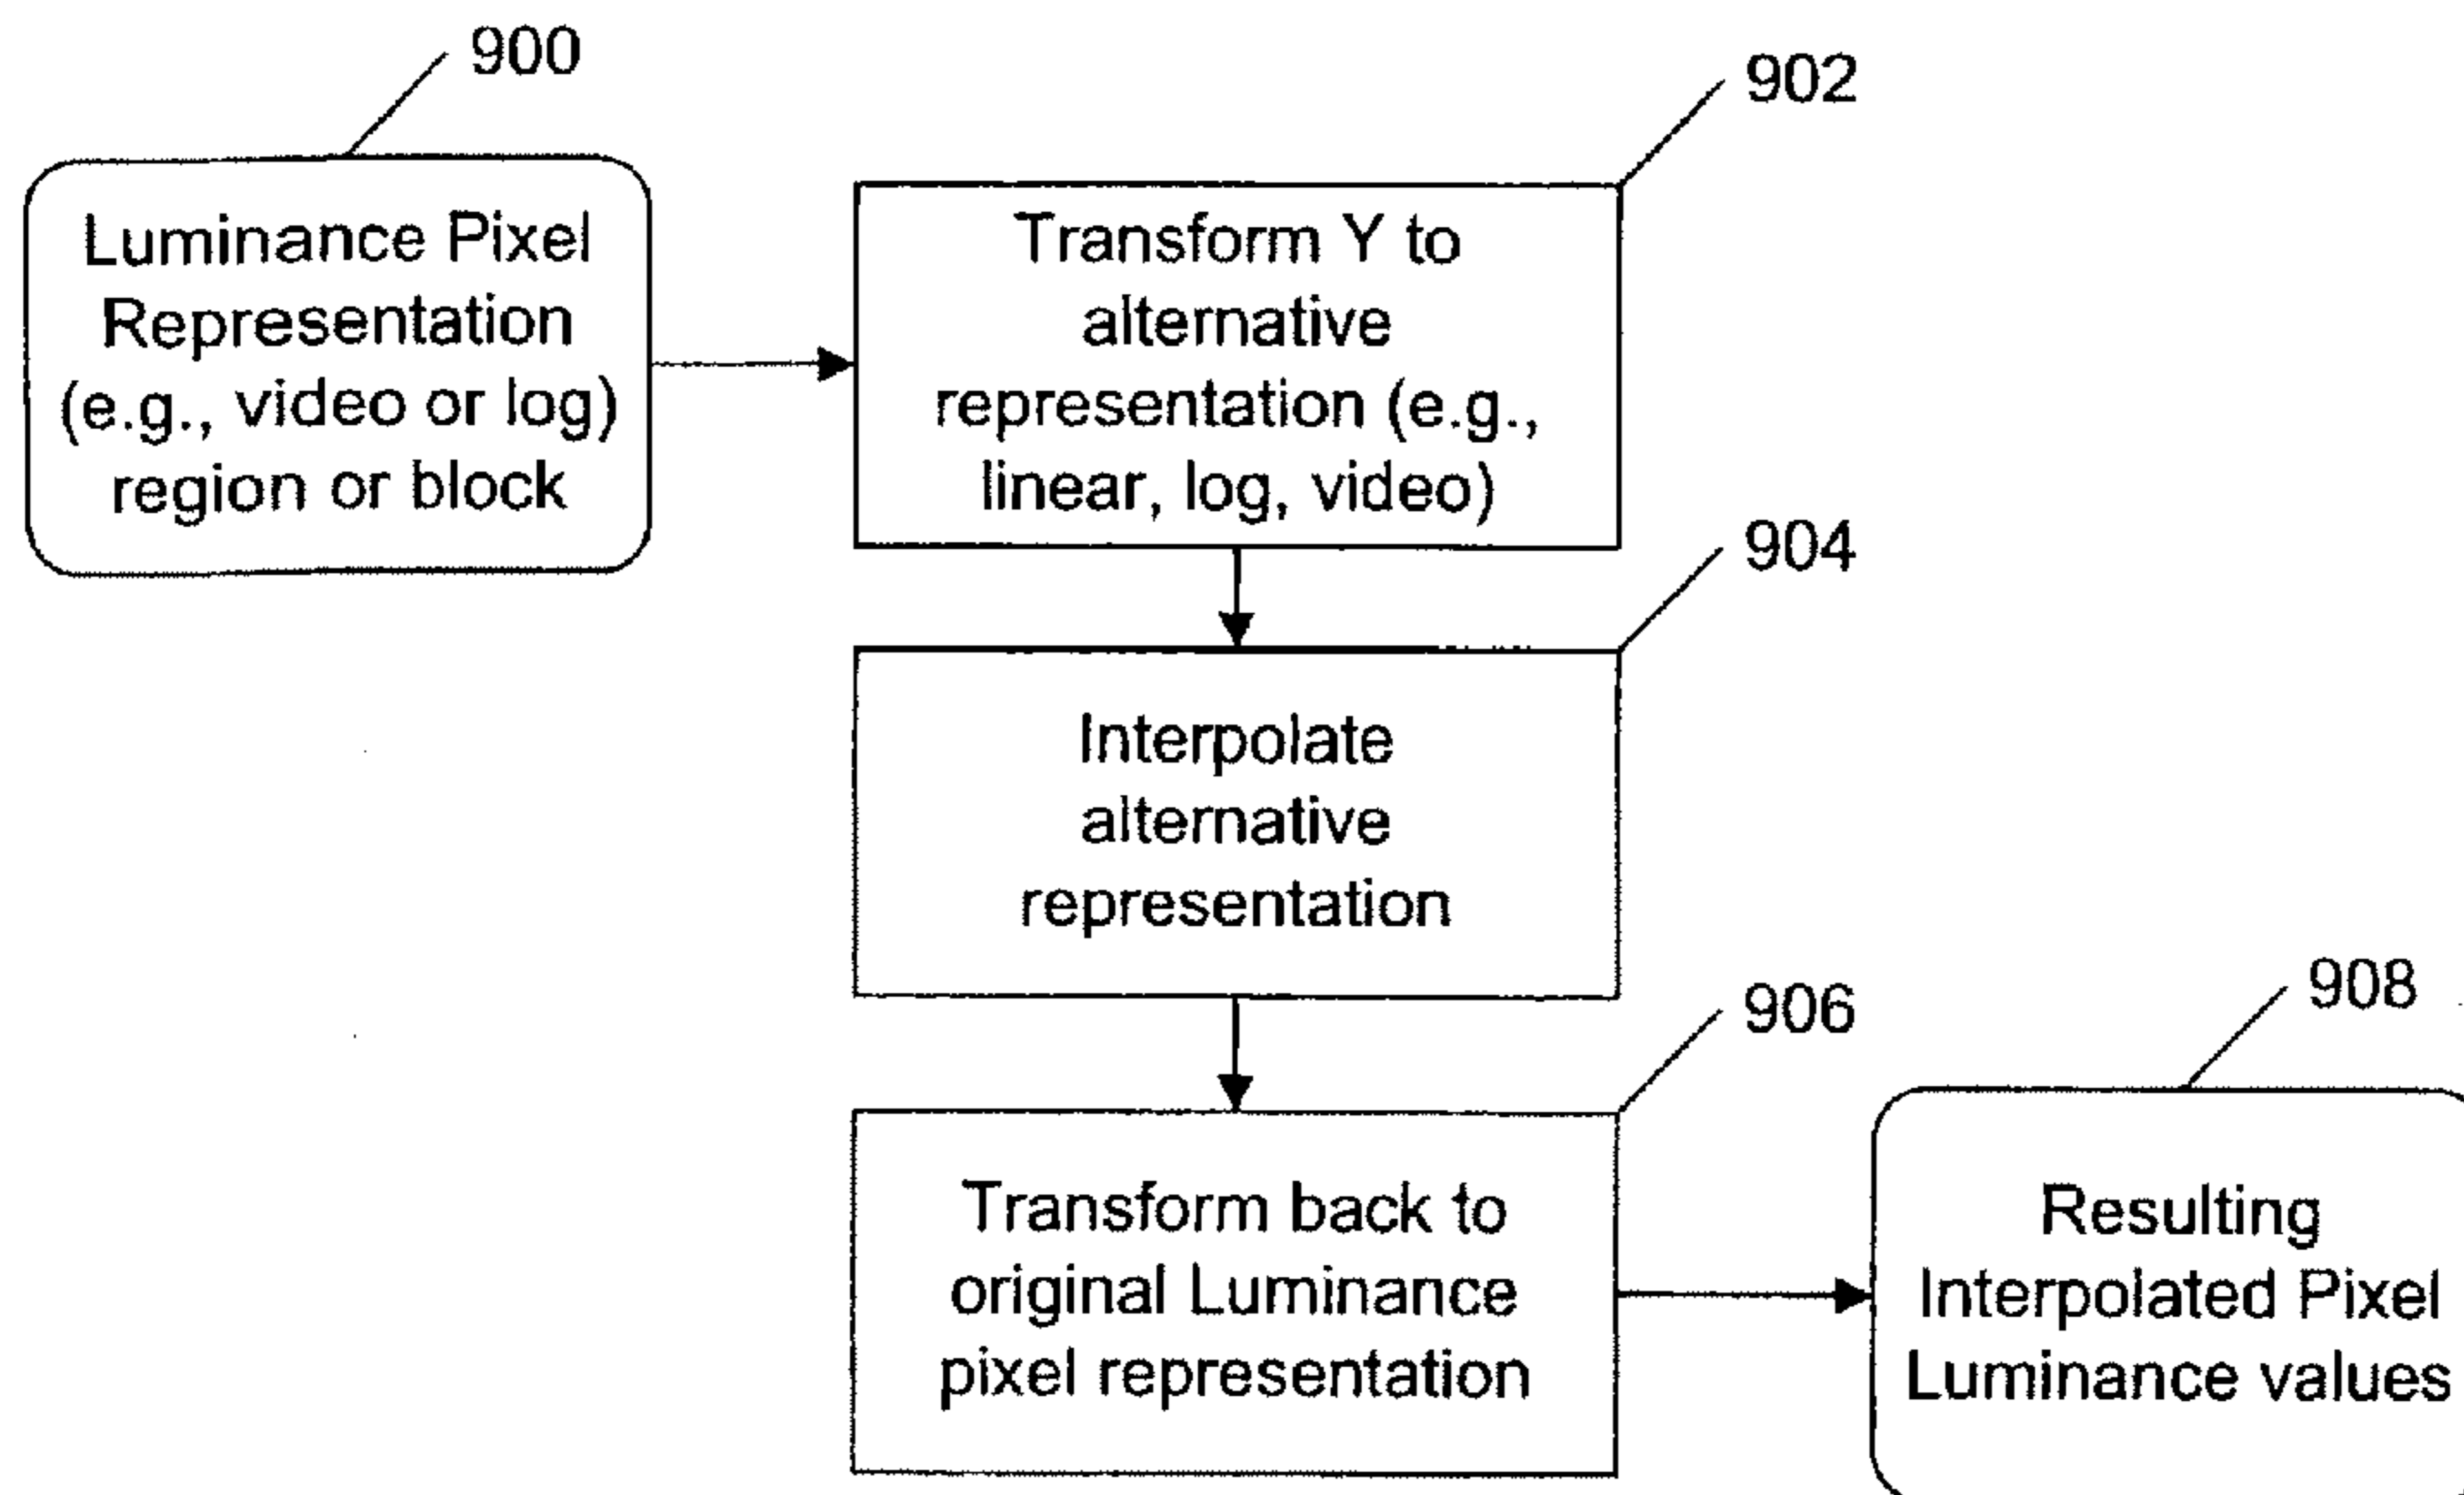 900
Luminance Pixel
Representation
(e.g., video or log)
region or block
902
Transform Y to
alternative
representation (e.g.,
linear, log, video)
904
Interpolate
alternative
representation
906
Transform back to
original Luminance
pixel representation
908
Resulting
Interpolated Pixel
Luminance values